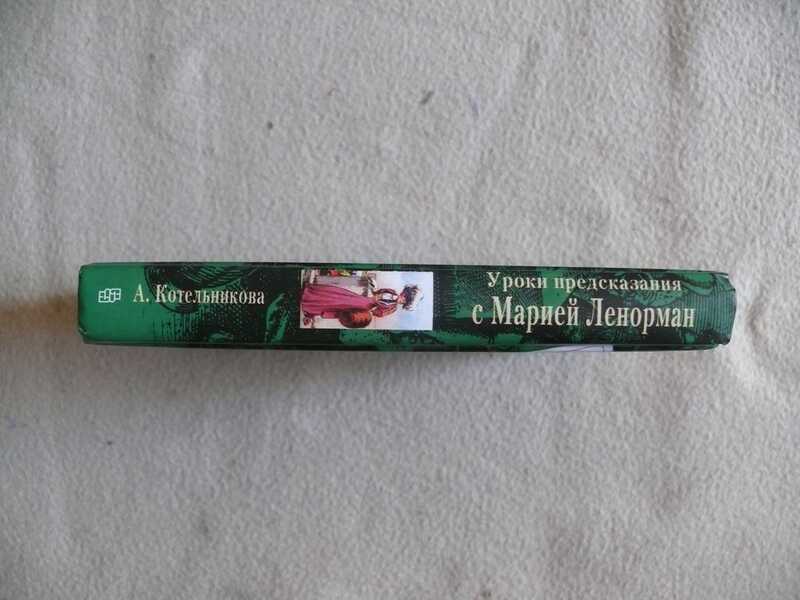 А. Котельникова
Уроки предсказания
с Марией Ленорман